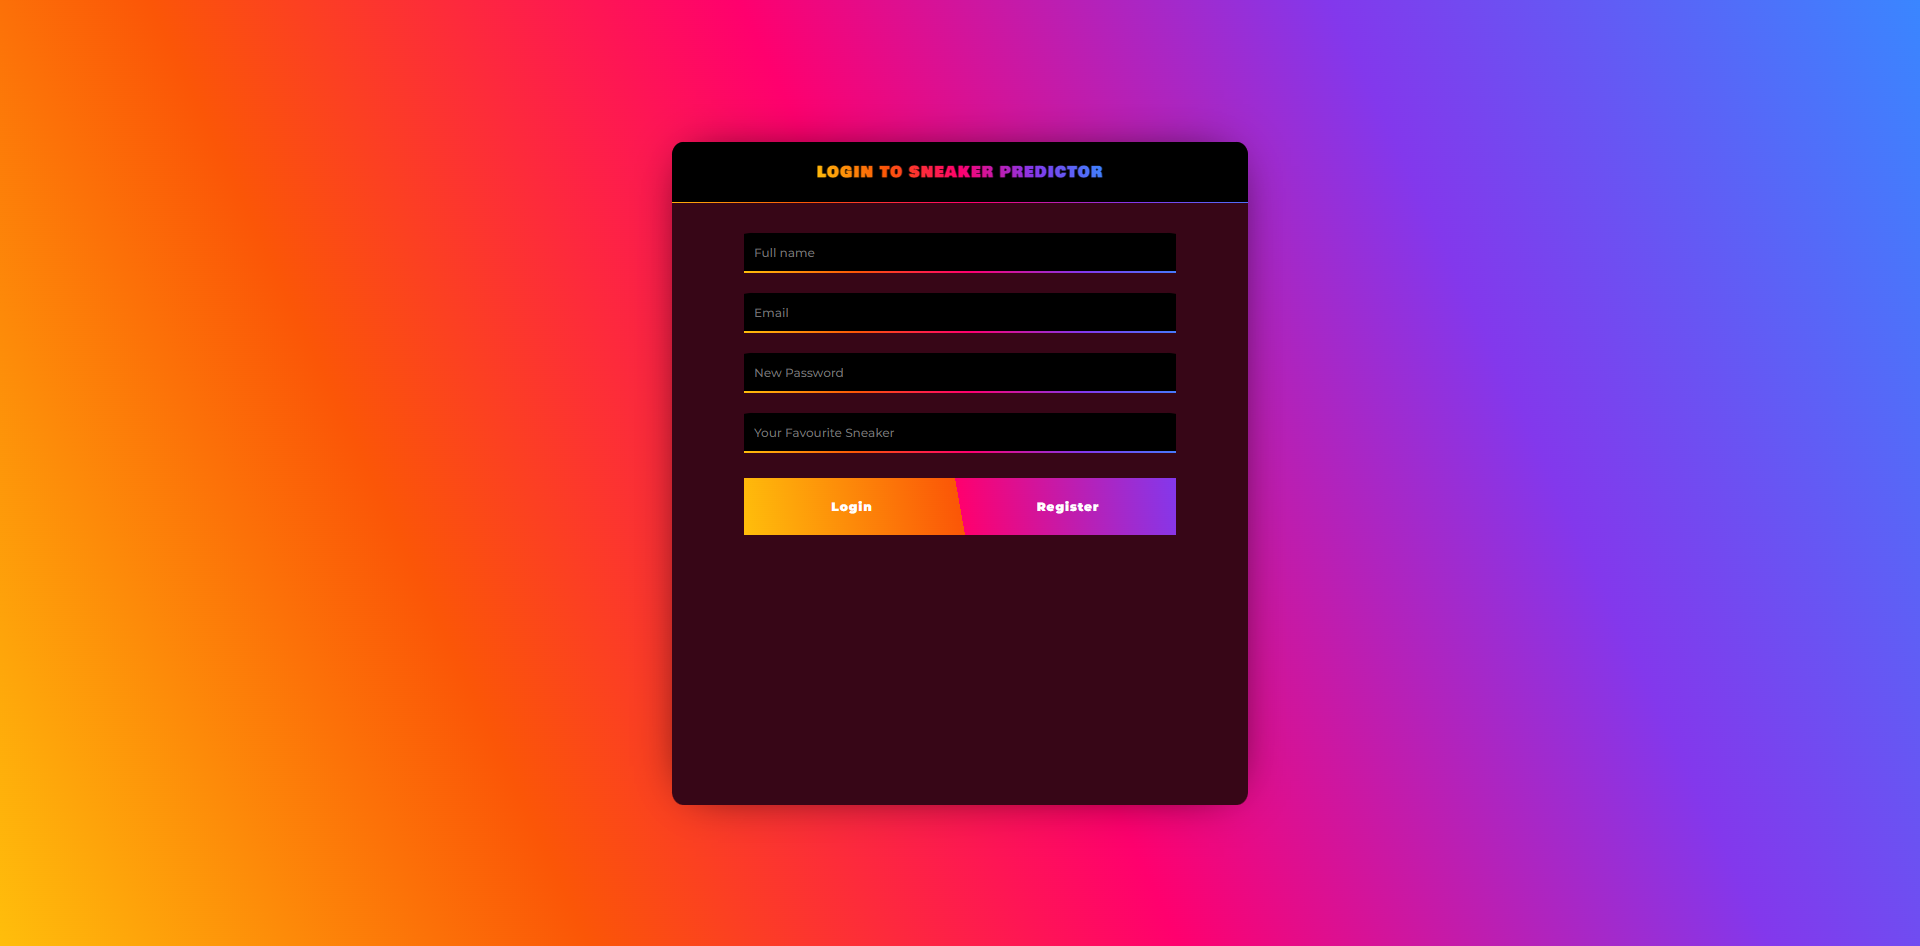 LOGIN TO SNEAKER PREDICTOR
Full name
Email
New Password
Your Favourite Sneaker
Login Register